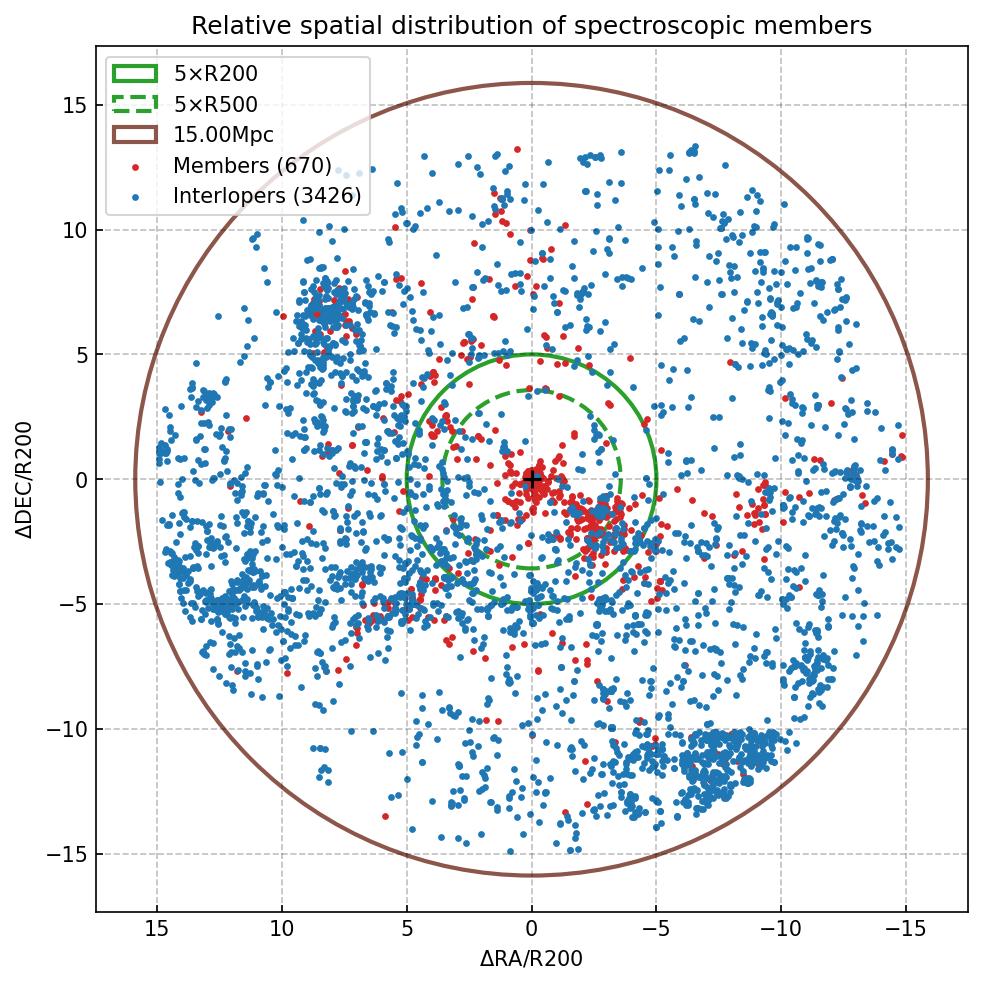 Relative spatial distribution of spectroscopic members
5×R200
5×R500
15.00Mpc
Members (670)
Interlopers (3426)
15
10
5
0
−5
−10
−15
ΔDEC/R200
15
10
5
0
−5
−10
−15
ΔRA/R200